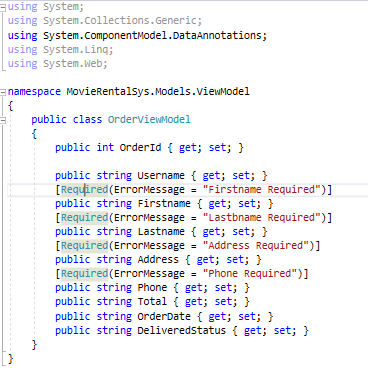 using System;
using System.Collections.Generic;
using System.ComponentModel.DataAnnotations;
using System.Linq;
using System.Web;
namespace MovieRentalSys.Models.ViewModel
{
public class OrderViewModel
{
public int OrderId { get; set; }
public string Username { get; set; }
[Required(ErrorMessage = "Firstname Required")]
public string Firstname { get; set; }
[Required(ErrorMessage = "Lastbname Required")]
public string Lastname { get; set; }
[Required(ErrorMessage = "Address Required")]
public string Address { get; set; }
[Required(ErrorMessage = "Phone Required")]
public string Phone { get; set; }
public string Total { get; set; }
public string OrderDate { get; set; }
public string DeliveredStatus { get; set; }
}
}